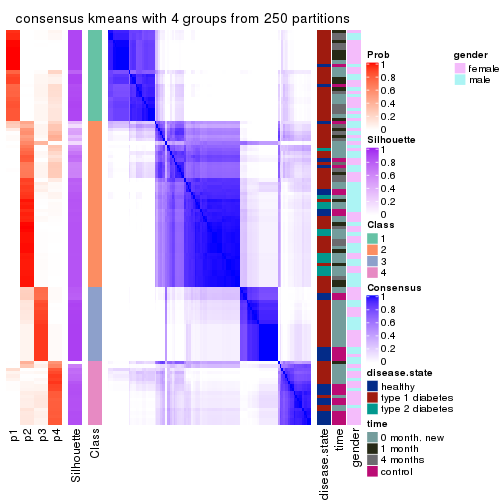 consensus kmeans with 4 groups from 250 partitions
Prob
1
0.8
0.6
0.4
0.2
0
gender
female
male
Silhouette
1
0.8
0.6
0.4
0.2
0
Class
1
2
3
4
Consensus
1
0.8
0.6
0.4
0.2
0
disease.state
healthy
type 1 diabetes
type 2 diabetes
time
0 month. new
1 month
4 months
control
p1
p2
p3
p4
Silhouette
Class
disease.state
time
gender